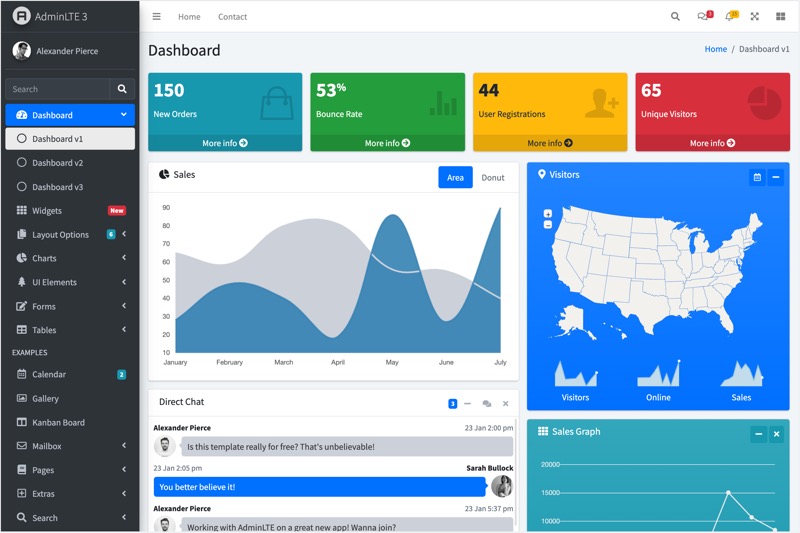 AdminLTE 3
Home Contact
3
15
Alexander Pierce
Search
Dashboard
Dashboard v1
Dashboard v2
Dashboard v3
Widgets New
Layout Options 6
Charts
UI Elements
Forms
Tables
EXAMPLES
Calendar 2
Gallery
Kanban Board
Mailbox
Pages
Extras
Search
Dashboard
Home / Dashboard v1
150
New Orders
More info
53%
Bounce Rate
More info
44
User Registrations
More info
65
Unique Visitors
More info
Sales
Area Donut
90
80
70
60
50
40
30
20
10
January February March April May June July
Visitors
+
−
Visitors Online Sales
Direct Chat
3
Alexander Pierce 23 Jan 2:00 pm
Is this template really for free? That's unbelievable!
23 Jan 2:05 pm Sarah Bullock
You better believe it!
Alexander Pierce 23 Jan 5:37 pm
Working with AdminLTE on a great new app! Wanna join?
Sales Graph
20000
15000
10000